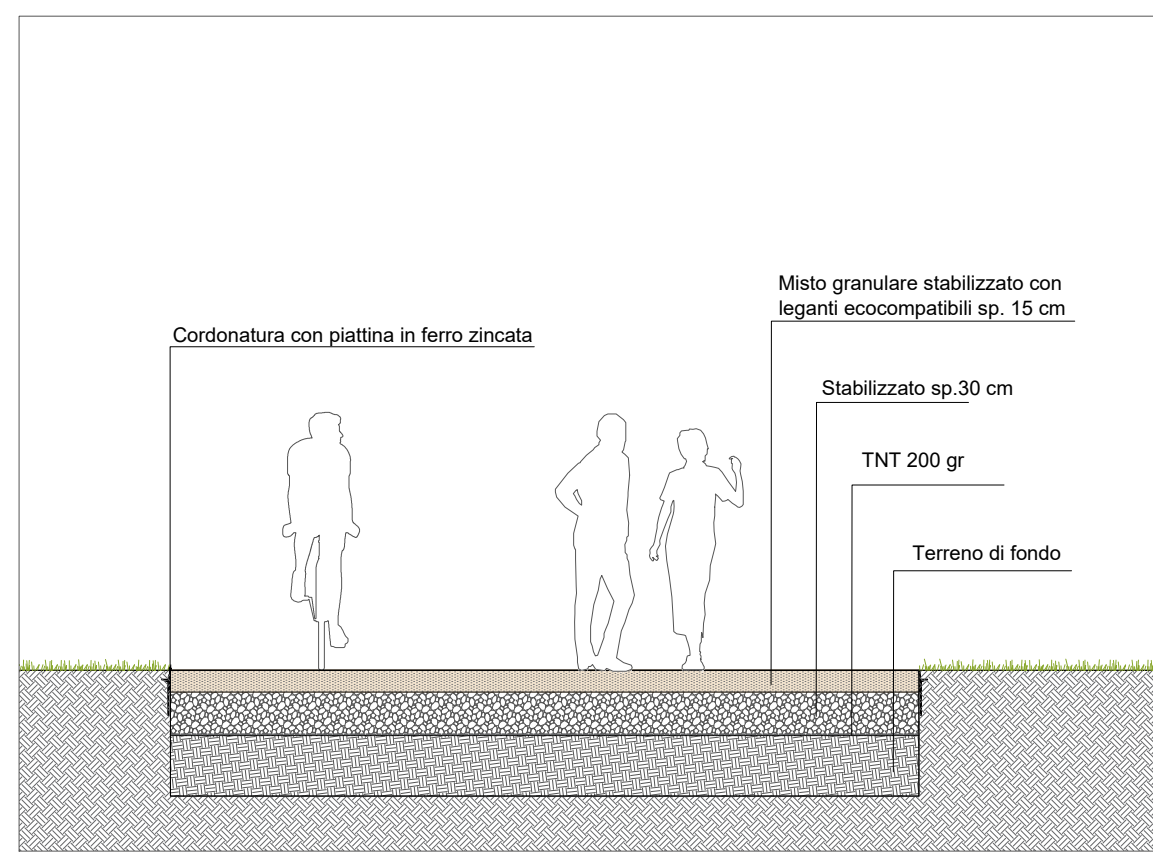 Misto granulare stabilizzato con
leganti ecocompatibili sp. 15 cm
Cordonatura con piattina in ferro zincata
Stabilizzato sp.30 cm
TNT 200 gr
Terreno di fondo